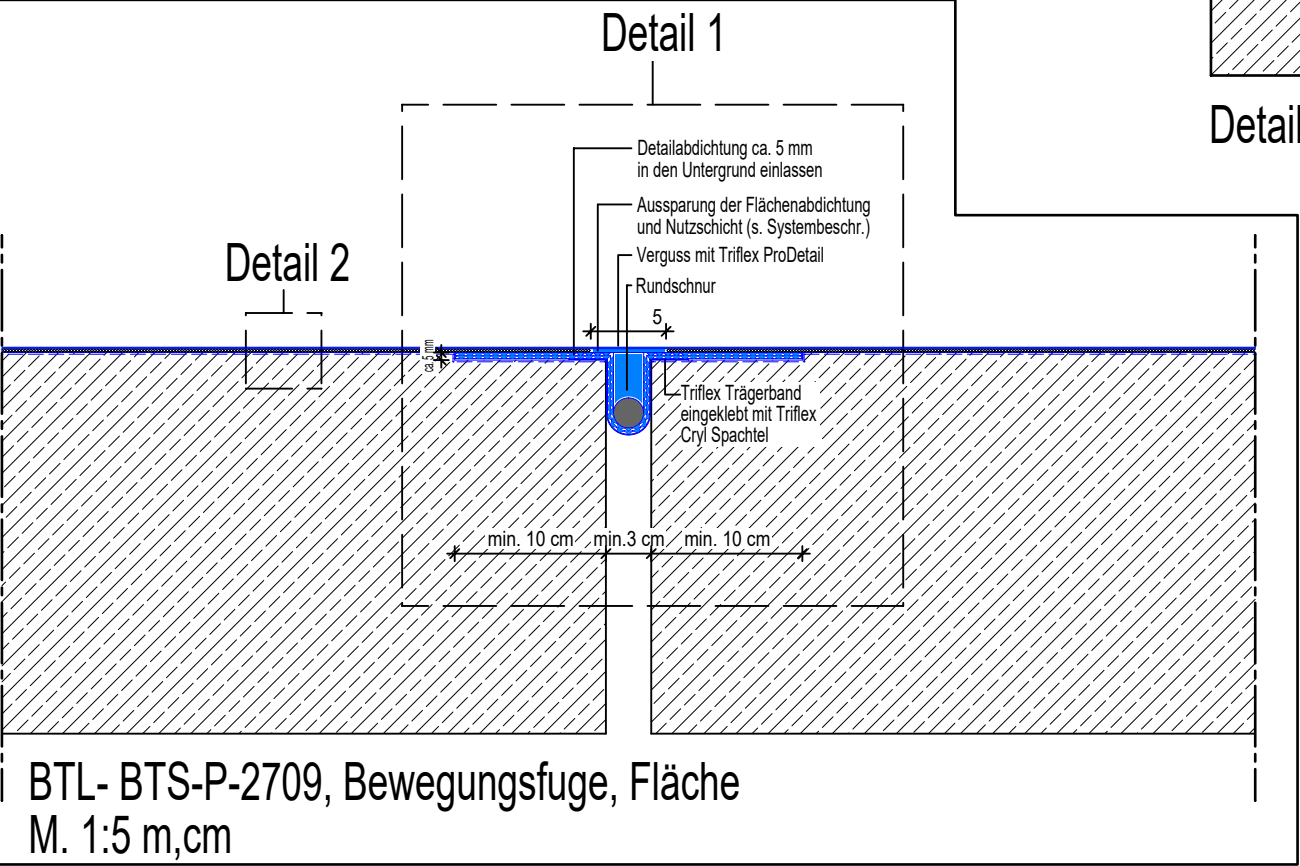 Detail 1
Detail
Detailabdichtung ca. 5 mm
in den Untergrund einlassen
Aussparung der Flächenabdichtung
und Nutzschicht (s. Systembeschr.)
Verguss mit Triflex ProDetail
Rundschnur
Detail 2
5
ca.5 mm
Triflex Trägerband
eingeklebt mit Triflex
Cryl Spachtel
min. 10 cm min.3 cm min. 10 cm
BTL- BTS-P-2709, Bewegungsfuge, Fläche
M. 1:5 m,cm